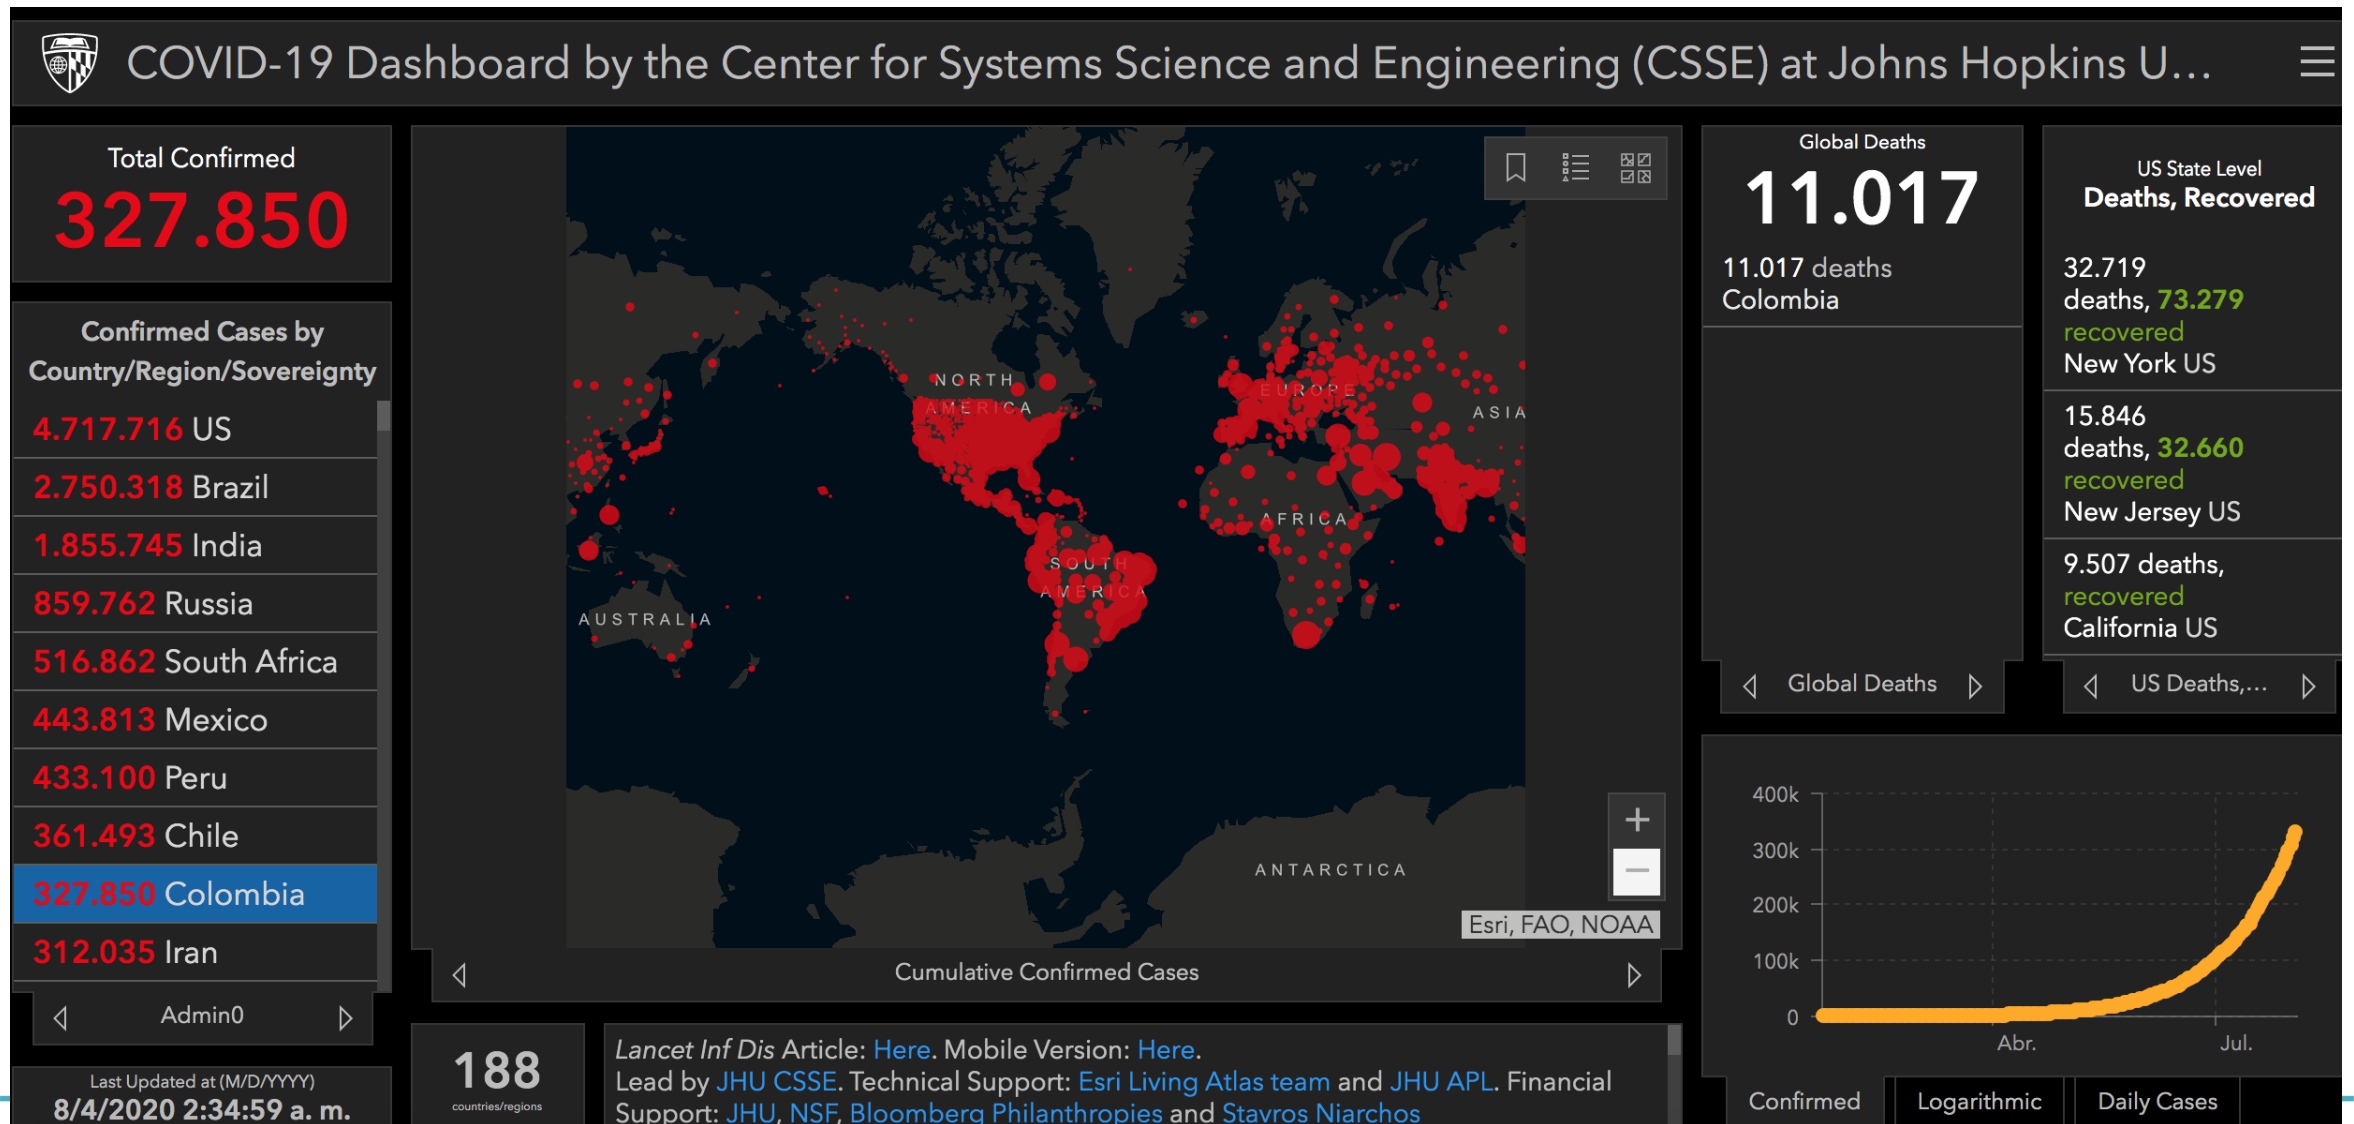 COVID-19 Dashboard by the Center for Systems Science and Engineering (CSSE) at Johns Hopkins U...
Total Confirmed
327.850
Confirmed Cases by
Country/Region/Sovereignty
4.717.716 US
2.750.318 Brazil
1.855.745 India
859.762 Russia
516.862 South Africa
443.813 Mexico
433.100 Peru
361.493 Chile
327.850 Colombia
312.035 Iran
Admin0
Last Updated at (M/D/YYYY)
8/4/2020 2:34:59 a. m.
NORTH
AMERICA
EUROPE
ASIA
AFRICA
SOUTH
AMERICA
AUSTRALIA
ANTARCTICA
Esri, FAO, NOAA
Cumulative Confirmed Cases
188
countries/regions
Lancet Inf Dis Article: Here. Mobile Version: Here.
Lead by JHU CSSE. Technical Support: Esri Living Atlas team and JHU APL. Financial
Support: JHU, NSF, Bloomberg Philanthropies and Stavros Niarchos
Global Deaths
11.017
11.017 deaths
Colombia
Global Deaths
US State Level
Deaths, Recovered
32.719
deaths, 73.279
recovered
New York US
15.846
deaths, 32.660
recovered
New Jersey US
9.507 deaths,
recovered
California US
US Deaths,...
400k
300k
200k
100k
0
Abr.
Jul.
Confirmed
Logarithmic
Daily Cases